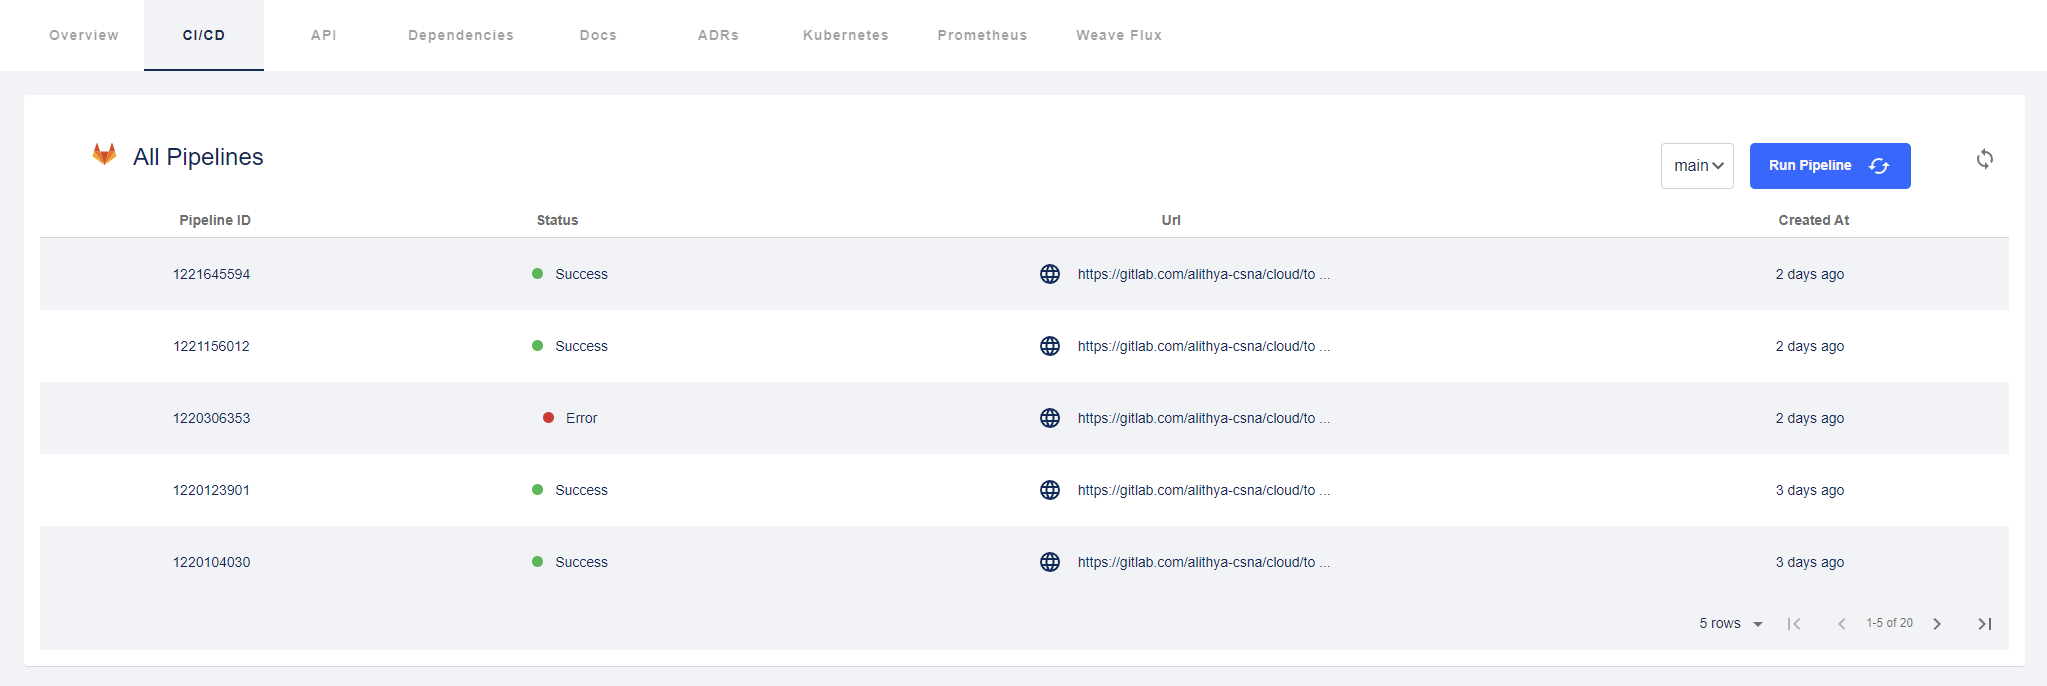 Overview CI/CD API Dependencies Docs ADRs Kubernetes Prometheus Weave Flux
All Pipelines
main Run Pipeline
Pipeline ID Status Url Created At
1221645594 Success https://gitlab.com/alithya-csna/cloud/to ... 2 days ago
1221156012 Success https://gitlab.com/alithya-csna/cloud/to ... 2 days ago
1220306353 Error https://gitlab.com/alithya-csna/cloud/to ... 2 days ago
1220123901 Success https://gitlab.com/alithya-csna/cloud/to ... 3 days ago
1220104030 Success https://gitlab.com/alithya-csna/cloud/to ... 3 days ago
5 rows 1-5 of 20